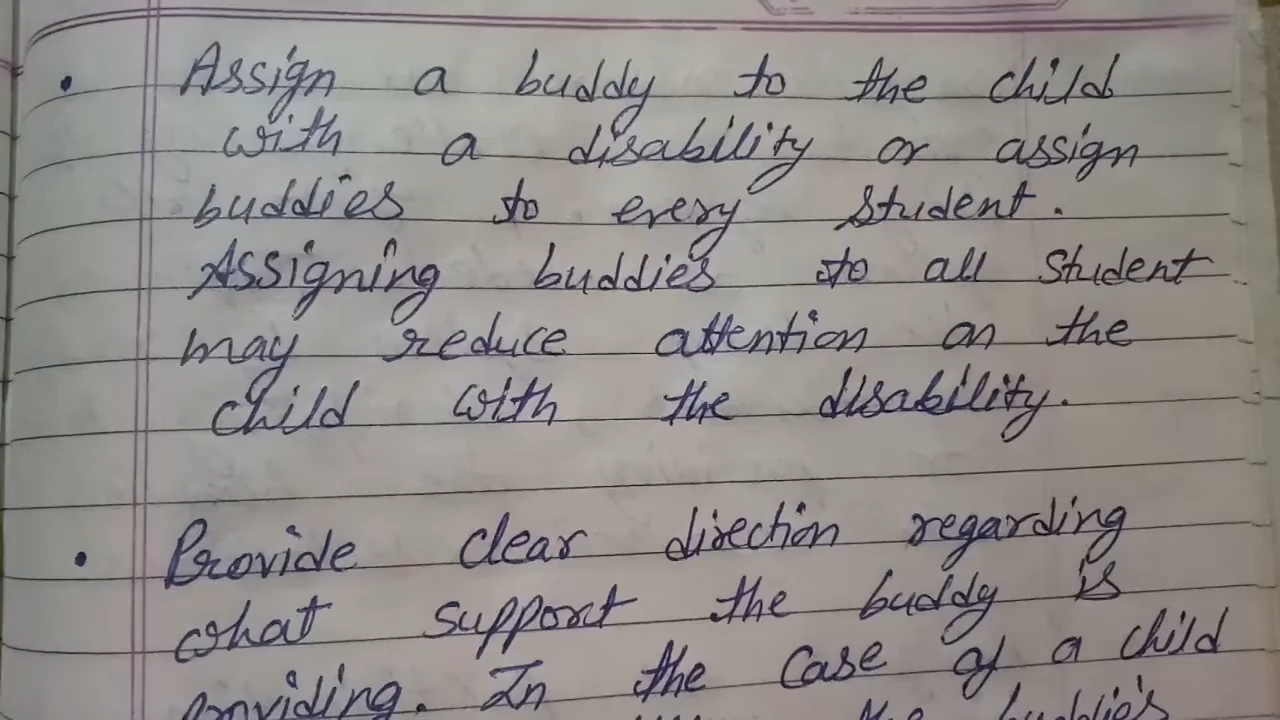 • Assign a buddy to the child
with a disability or assign
buddies to every student.
Assigning buddies to all student
may reduce attention on the
child with the disability.
• Provide clear direction regarding
what support the buddy is
providing. In the case of a child
the buddie's